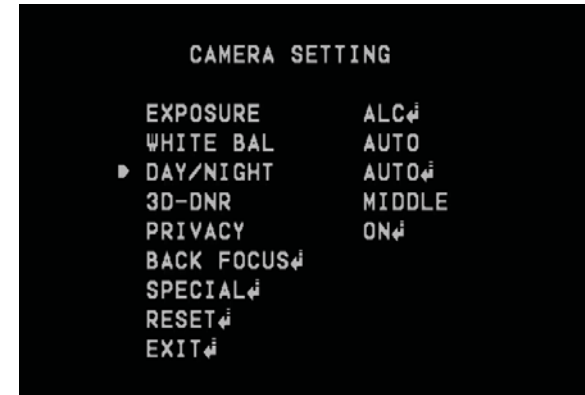 CAMERA SETTING
EXPOSURE ALC↵
WHITE BAL AUTO
DAY/NIGHT AUTO↵
3D-DNR MIDDLE
PRIVACY ON↵
BACK FOCUS↵
SPECIAL↵
RESET↵
EXIT↵